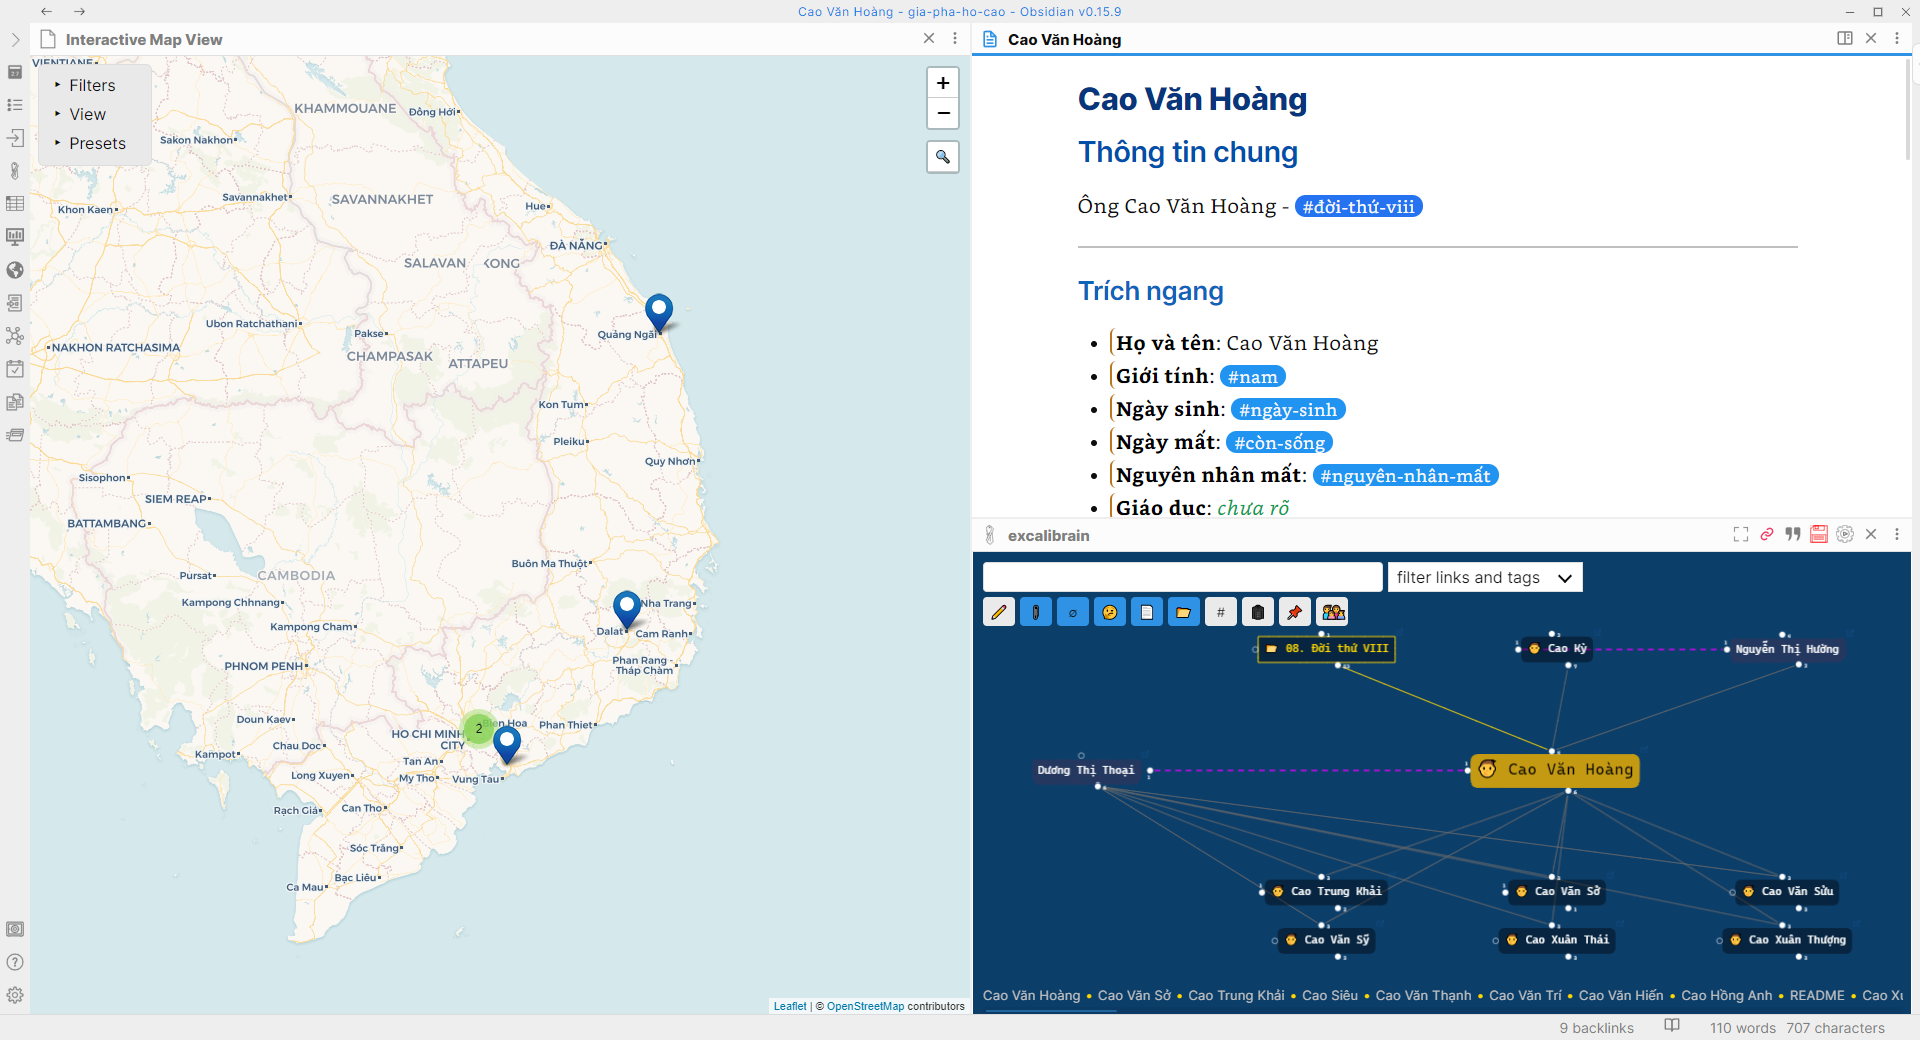 Cao Văn Hoàng - gia-pha-ho-cao - Obsidian v0.15.9
Interactive Map View
Filters
View
Presets
+
−
VIENTIANE
KHAMMOUANE
Đông Hới
Sakon Nakhon
Savannakhet
SAVANNAKHET
Khon Kaen
Hue
ĐÀ NẴNG
SALAVAN
KONG
Ubon Ratchathani
Pakse
Quảng Ngãi
NAKHON RATCHASIMA
CHAMPASAK
ATTAPEU
Kon Tum
Pleiku
Quy Nhơn
Sisophon
SIEM REAP
BATTAMBANG
Buôn Ma Thuột
Pursat
CAMBODIA
Kampong Chhnang
Nha Trang
Kampong Cham
Dalat
Cam Ranh
PHNOM PENH
Phan Rang -
Tháp Chàm
Doun Kaev
2
Bien Hoa
Phan Thiet
HO CHI MINH
CITY
Chau Doc
Kampot
Tan An
Long Xuyen
My Tho
Vung Tau
Rạch Giá
Can Tho
Sóc Trăng
Bạc Liêu
Ca Mau
Leaflet | © OpenStreetMap contributors
Cao Văn Hoàng
Cao Văn Hoàng
Thông tin chung
Ông Cao Văn Hoàng - #đời-thứ-viii
Trích ngang
Họ và tên: Cao Văn Hoàng
Giới tính: #nam
Ngày sinh: #ngày-sinh
Ngày mất: #còn-sống
Nguyên nhân mất: #nguyên-nhân-mất
Giáo dục: chưa rõ
excalibrain
filter links and tags
#
08. Đời thứ VIII
Cao Kỳ
Nguyễn Thị Hường
Dương Thị Thoại
Cao Văn Hoàng
Cao Trung Khải
Cao Văn Sở
Cao Văn Sửu
Cao Văn Sỹ
Cao Xuân Thái
Cao Xuân Thượng
Cao Văn Hoàng • Cao Văn Sở • Cao Trung Khải • Cao Siêu • Cao Văn Thạnh • Cao Văn Trí • Cao Văn Hiến • Cao Hồng Anh • README • Cao Xu
9 backlinks
110 words 707 characters